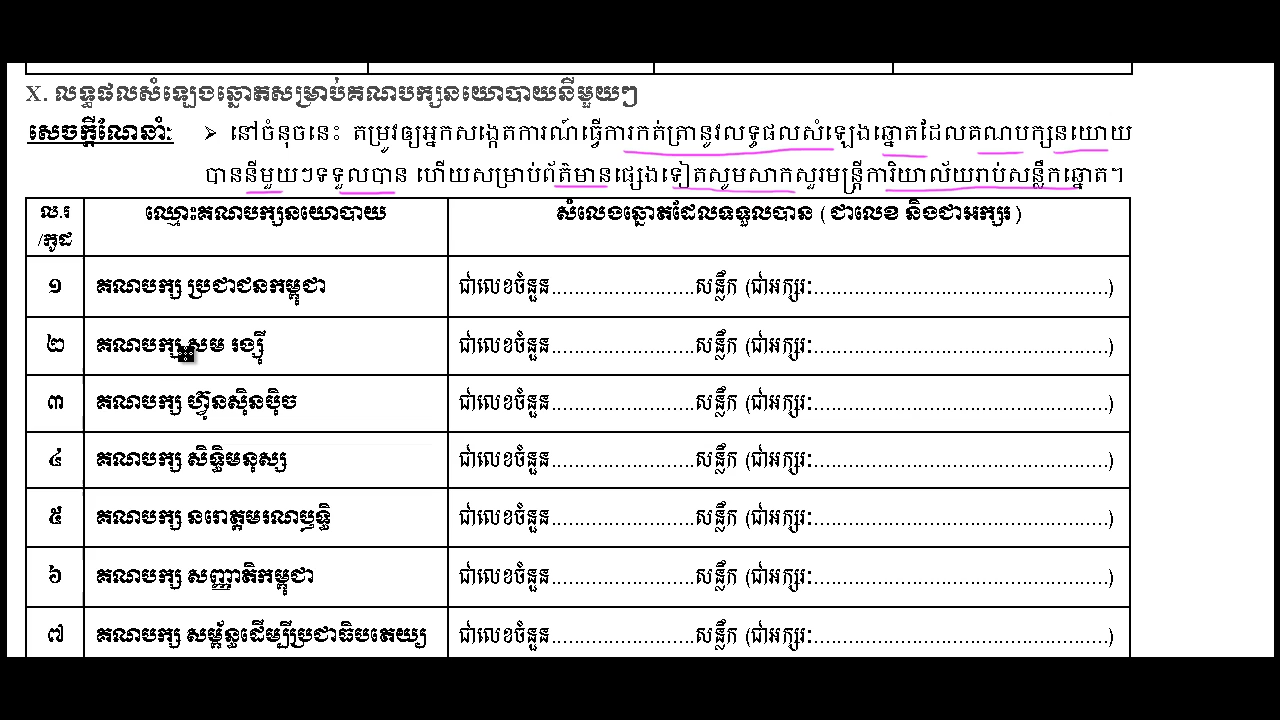 X. លទ្ធផលសំឡេងឆ្នោតសម្រាប់គណបក្សនយោបាយនីមួយៗ
សេចក្ដីណែនាំ: ➢ នៅចំនុចនេះ តម្រូវឲ្យអ្នកសង្កេតការណ៍ធ្វើការកត់ត្រានូវលទ្ធផលសំឡេងឆ្នោតដែលគណបក្សនយោយ
បាននីមួយៗទទួលបាន ហើយសម្រាប់ព័ត៌មានផ្សេងទៀតសូមសាកសួរមន្ត្រីការិយាល័យរាប់សន្លឹកឆ្នោត។
ល.រ /កូដ ឈ្មោះគណបក្សនយោបាយ សំលេងឆ្នោតដែលទទួលបាន ( ជាលេខ និងជាអក្សរ )
១ គណបក្ស ប្រជាជនកម្ពុជា ជាលេខចំនួន.........................សន្លឹក (ជាអក្សរ:....................................................)
២ គណបក្ស សម រង្ស៊ី ជាលេខចំនួន.........................សន្លឹក (ជាអក្សរ:....................................................)
៣ គណបក្ស ហ៊្វុនស៊ិនប៉ិច ជាលេខចំនួន.........................សន្លឹក (ជាអក្សរ:....................................................)
៤ គណបក្ស សិទ្ធិមនុស្ស ជាលេខចំនួន.........................សន្លឹក (ជាអក្សរ:....................................................)
៥ គណបក្ស នរោត្តមរណឫទ្ធិ ជាលេខចំនួន.........................សន្លឹក (ជាអក្សរ:....................................................)
៦ គណបក្ស សញ្ជាតិកម្ពុជា ជាលេខចំនួន.........................សន្លឹក (ជាអក្សរ:....................................................)
៧ គណបក្ស សម្ព័ន្ធដើម្បីប្រជាធិបតេយ្យ ជាលេខចំនួន.........................សន្លឹក (ជាអក្សរ:....................................................)